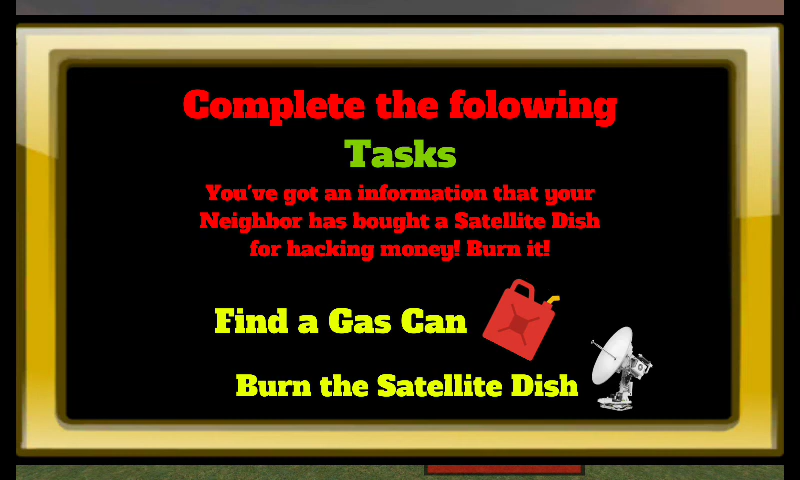 Complete the folowing
Tasks
You've got an information that your
Neighbor has bought a Satellite Dish
for hacking money! Burn it!
Find a Gas Can
Burn the Satellite Dish